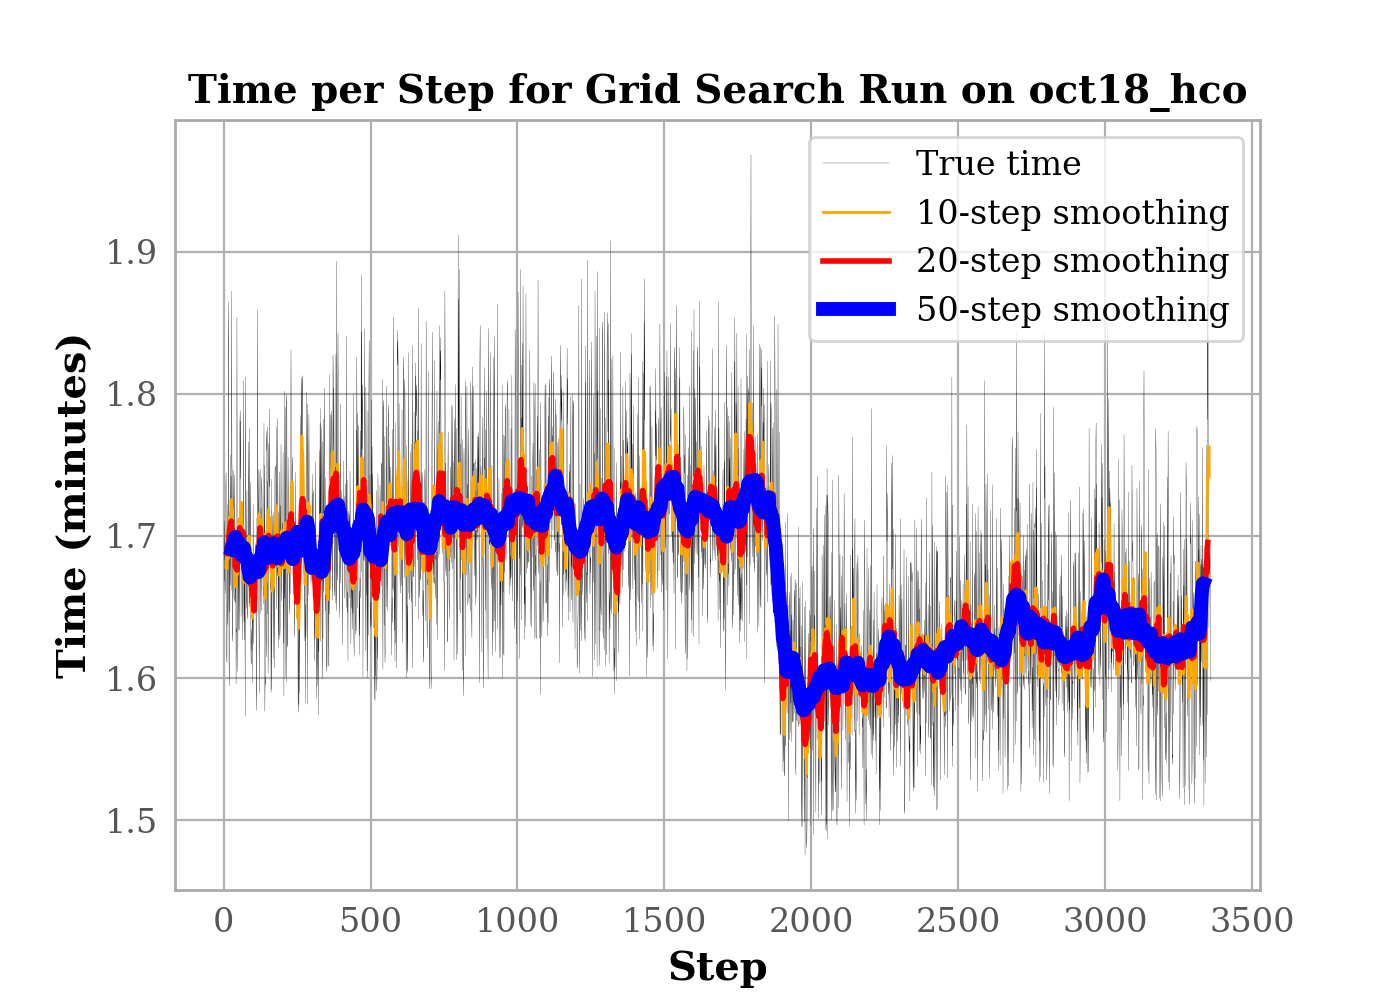 Time per Step for Grid Search Run on oct18_hco
True time
10-step smoothing
20-step smoothing
50-step smoothing
Time (minutes)
1.9
1.8
1.7
1.6
1.5
0 500 1000 1500 2000 2500 3000 3500
Step